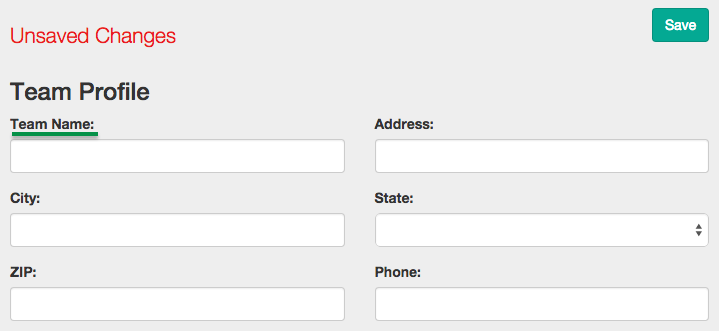 Unsaved Changes
Save
Team Profile
Team Name:
Address:
City:
State:
ZIP:
Phone: